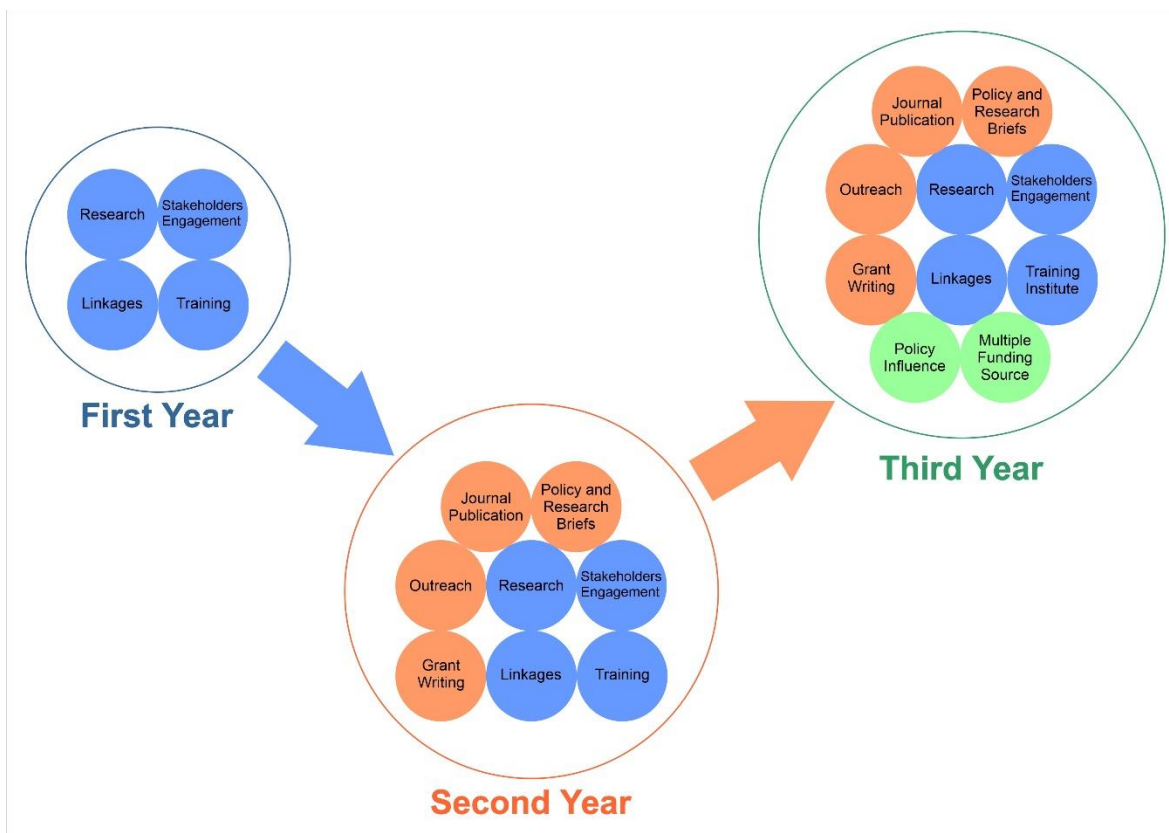 Research
Stakeholders
Engagement
Linkages
Training
First Year
Journal
Publication
Policy and
Research
Briefs
Outreach
Research
Stakeholders
Engagement
Grant
Writing
Linkages
Training
Second Year
Journal
Publication
Policy and
Research
Briefs
Outreach
Research
Stakeholders
Engagement
Grant
Writing
Linkages
Training
Institute
Policy
Influence
Multiple
Funding
Source
Third Year